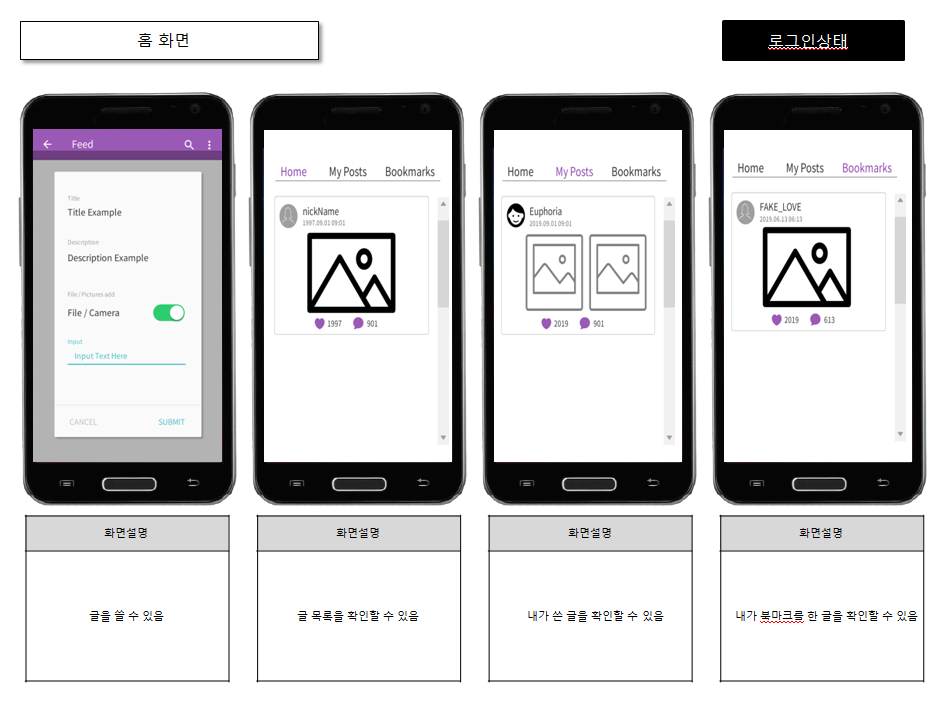 홈 화면
로그인상태
Feed
Title
Title Example
Description
Description Example
File / Pictures add
File / Camera
Input
Input Text Here
CANCEL SUBMIT
Home My Posts Bookmarks
nickName
1997.09.01 09:01
1997 901
Home My Posts Bookmarks
Euphoria
2019.09.01 09:01
2019 901
Home My Posts Bookmarks
FAKE_LOVE
2019.06.13 06:13
2019 613
화면설명
글을 쓸 수 있음
화면설명
글 목록을 확인할 수 있음
화면설명
내가 쓴 글을 확인할 수 있음
화면설명
내가 북마크를 한 글을 확인할 수 있음